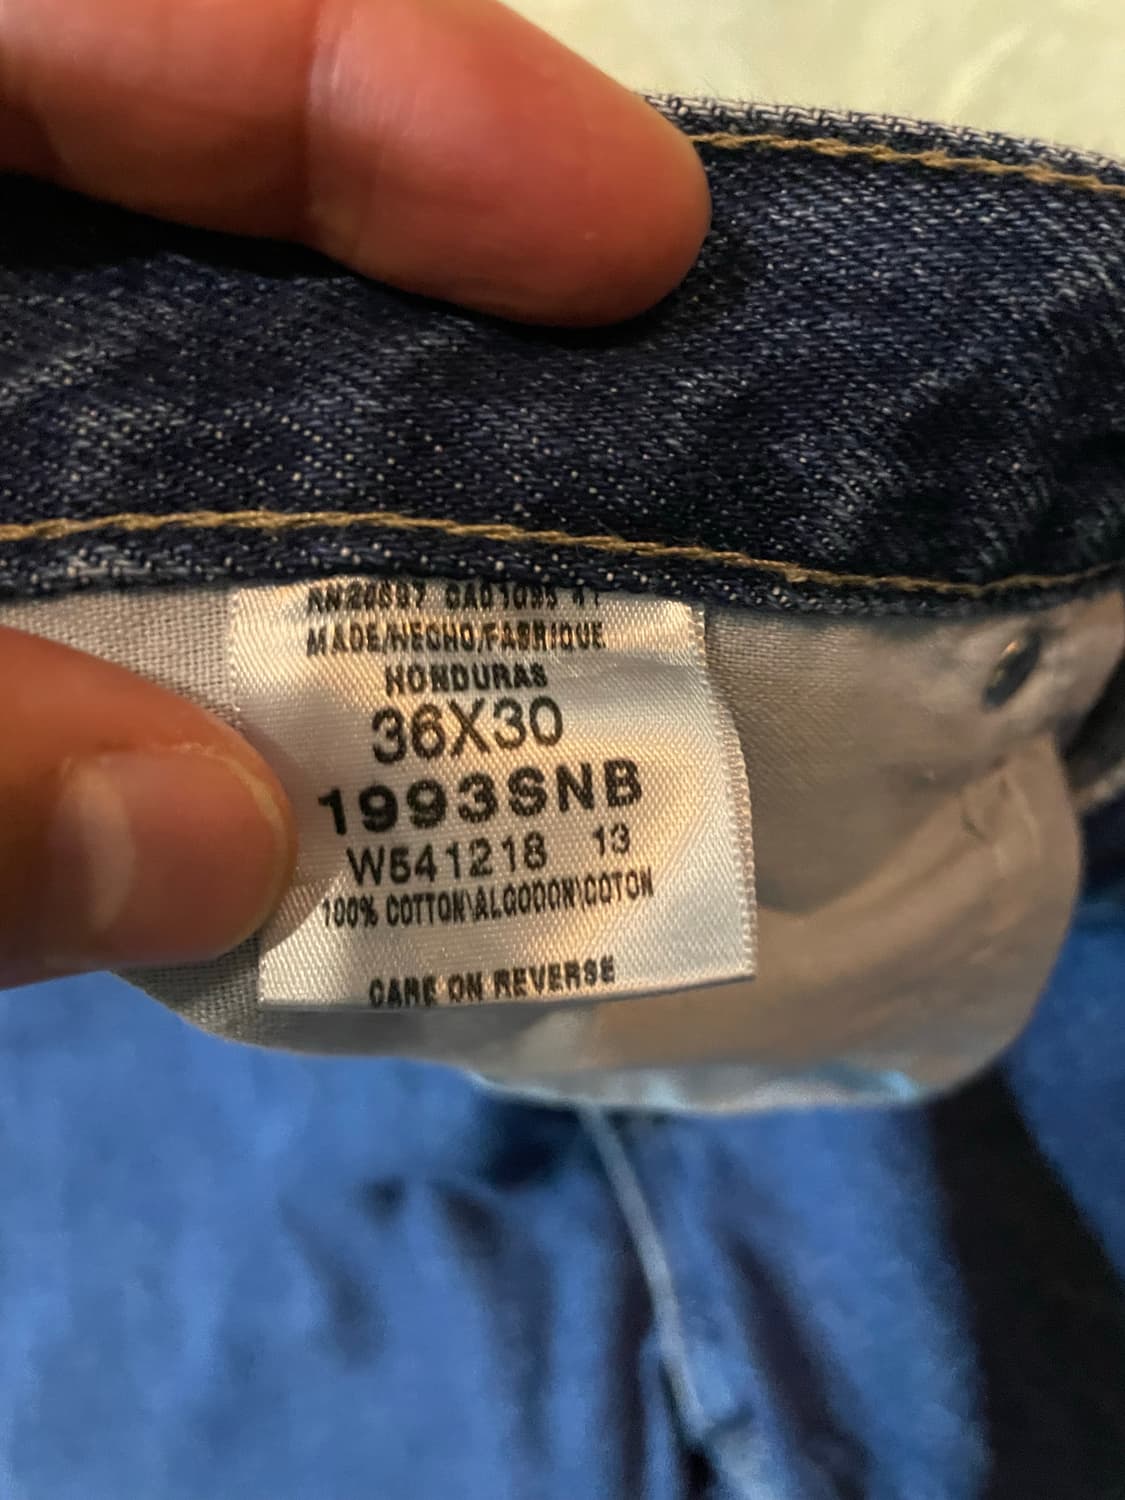 MADE/HECHO/FABRIQUE
HONDURAS
36X30
1993SNB
W541218 13
100% COTTON\ALGODON\COTON
CARE ON REVERSE